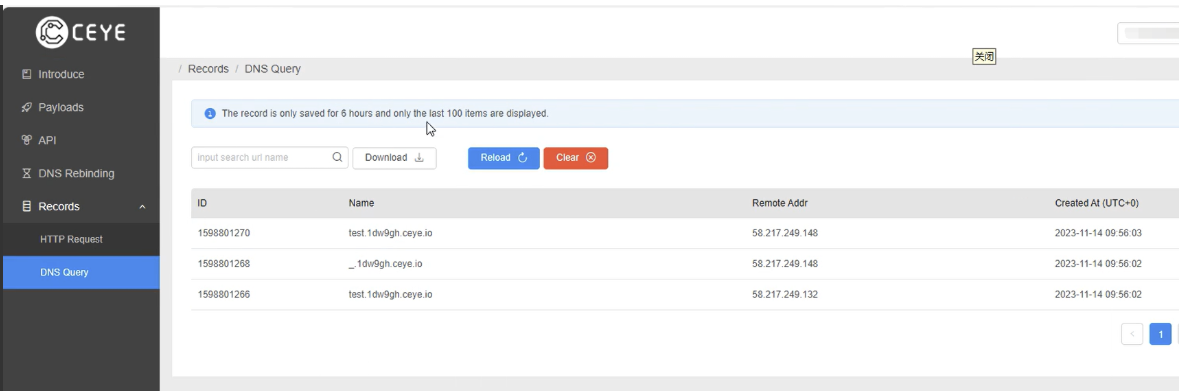 CEYE
Introduce
Payloads
API
DNS Rebinding
Records
HTTP Request
DNS Query
关闭
/ Records / DNS Query
The record is only saved for 6 hours and only the last 100 items are displayed.
input search url name Download Reload Clear
ID Name Remote Addr Created At (UTC+0)
1598801270 test.1dw9gh.ceye.io 58.217.249.148 2023-11-14 09:56:03
1598801268 _.1dw9gh.ceye.io 58.217.249.148 2023-11-14 09:56:02
1598801266 test.1dw9gh.ceye.io 58.217.249.132 2023-11-14 09:56:02
< 1